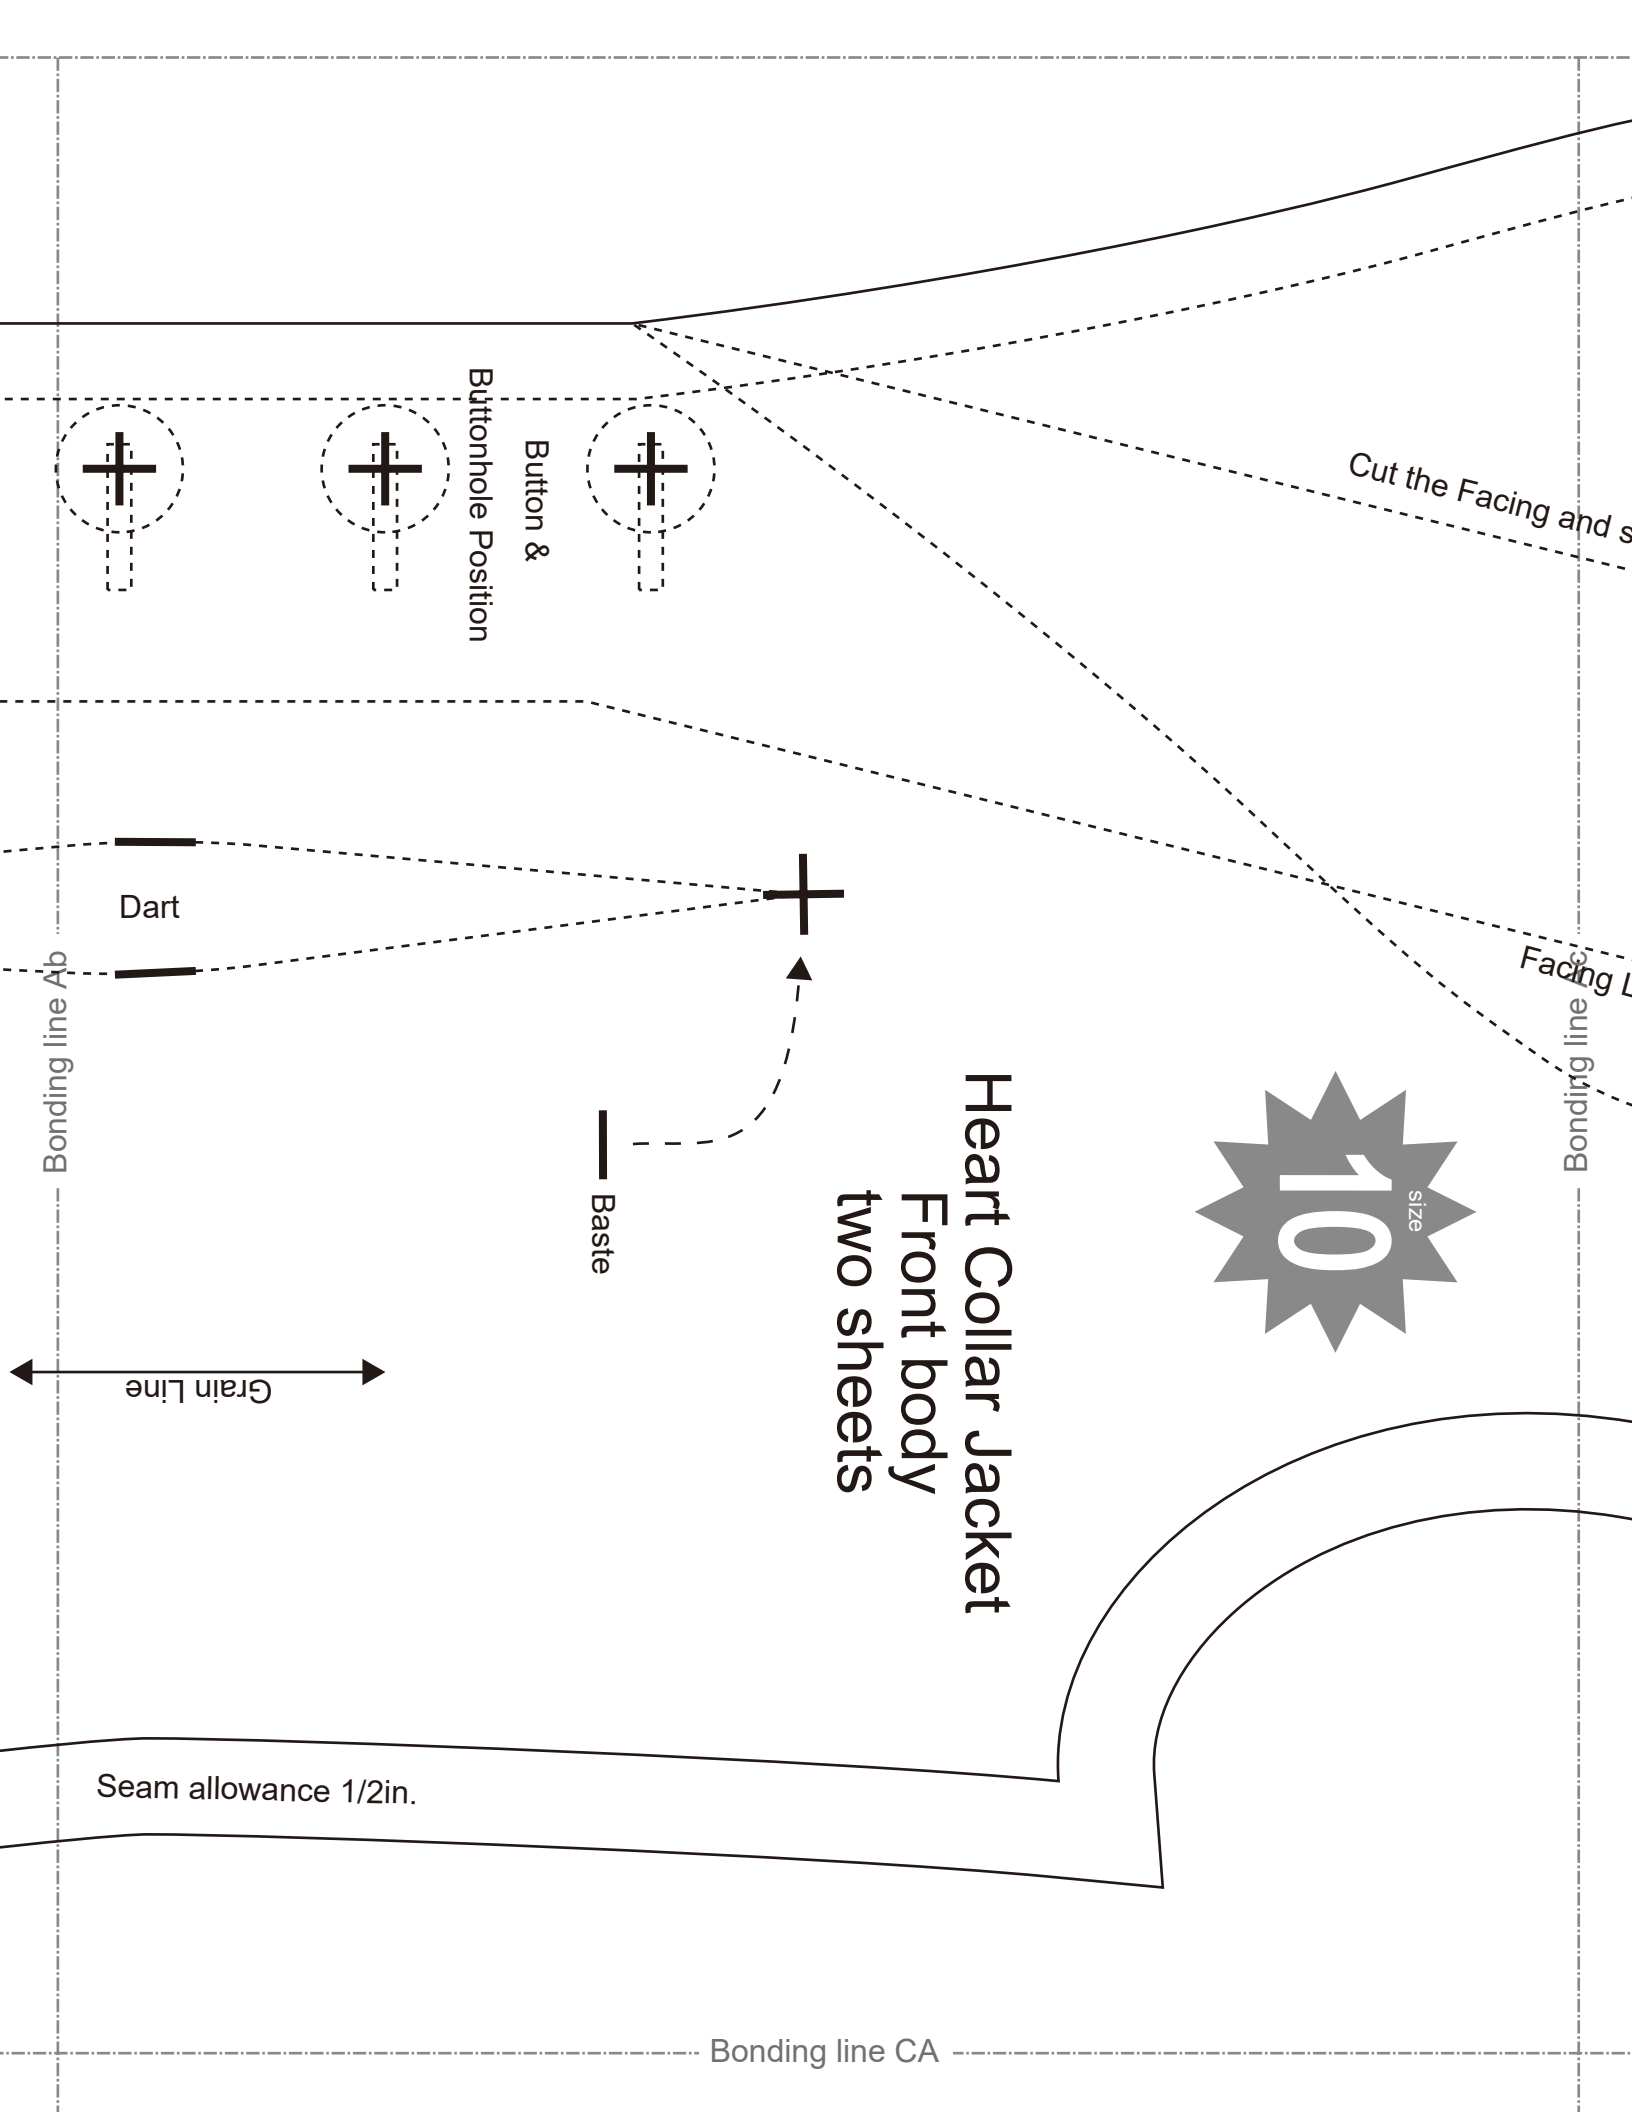 Button &
Buttonhole Position
Cut the Facing and s
Dart
Bonding line Ab
Facing L
Bonding line Ac
size
10
Heart Collar Jacket
Front body
two sheets
Baste
Grain Line
Seam allowance 1/2in.
Bonding line CA